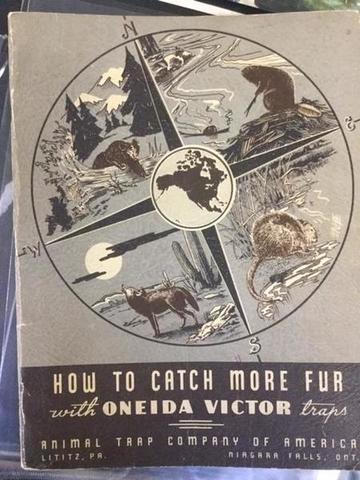 N
E
W
S
HOW TO CATCH MORE FUR
with ONEIDA VICTOR traps
ANIMAL TRAP COMPANY OF AMERICA
LITITZ, PA. NIAGARA FALLS, ONT.